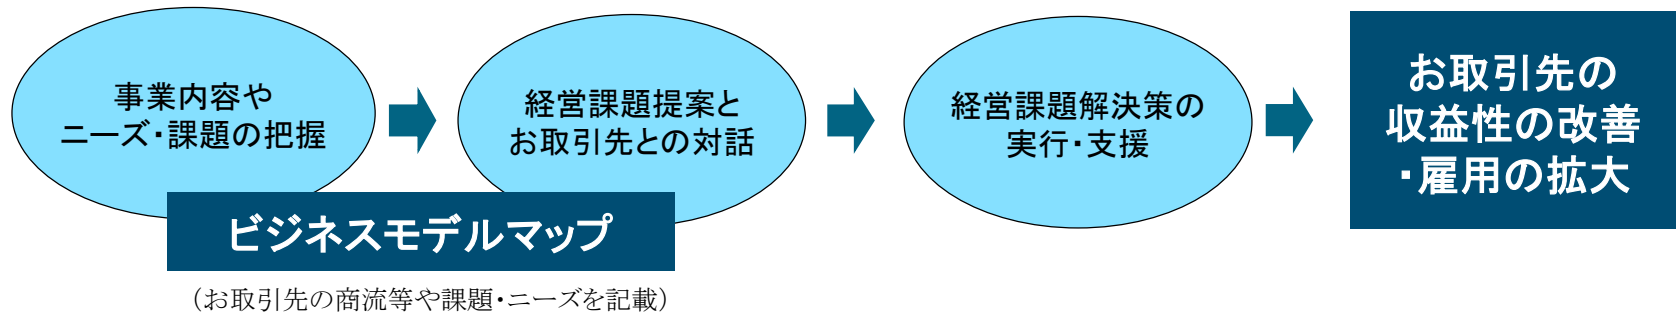 事業内容や
ニーズ・課題の把握
経営課題提案と
お取引先との対話
経営課題解決策の
実行・支援
お取引先の
収益性の改善
・雇用の拡大
ビジネスモデルマップ
（お取引先の商流等や課題・ニーズを記載）